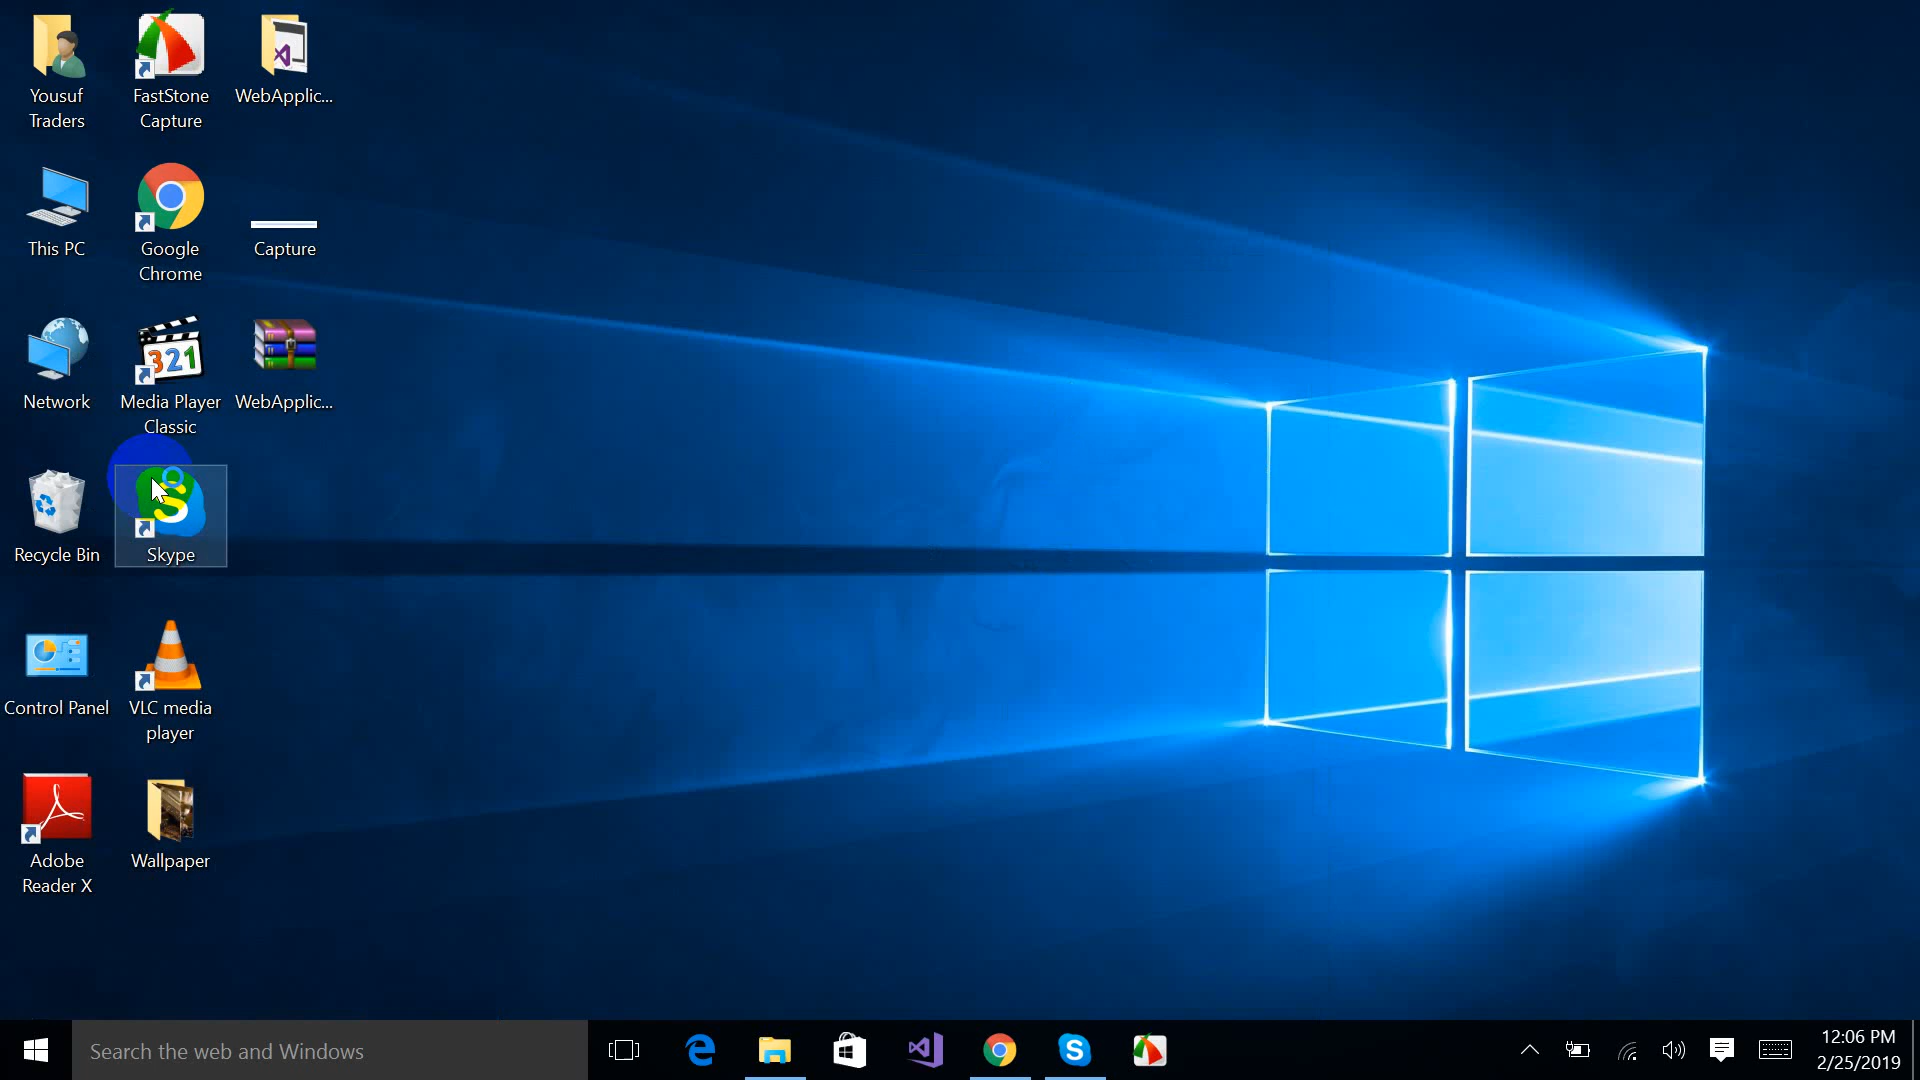 Yousuf
Traders
FastStone
Capture
WebApplic...
This PC
Google
Chrome
Capture
Network
321
Media Player
Classic
WebApplic...
Recycle Bin
S
Skype
Control Panel
VLC media
player
Adobe
Reader X
Wallpaper
Search the web and Windows
S
12:06 PM
2/25/2019